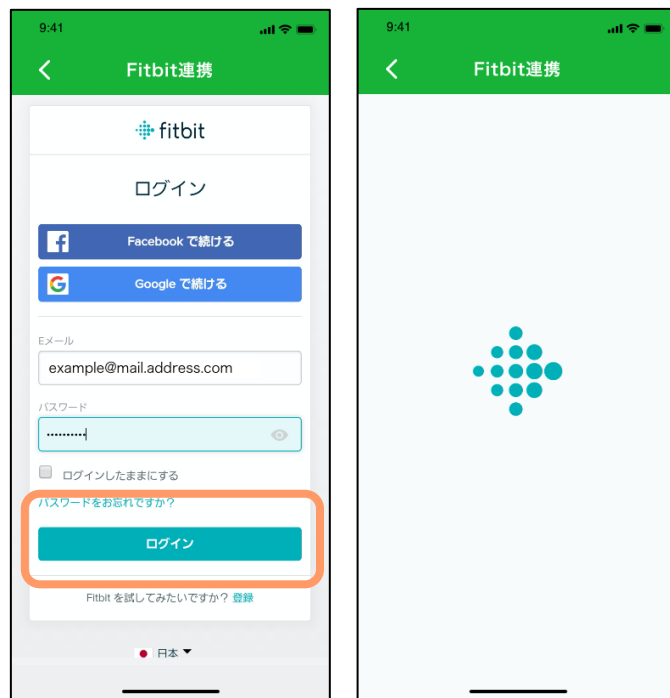 9:41
Fitbit連携
fitbit
ログイン
Facebook で続ける
Google で続ける
Eメール
example@mail.address.com
パスワード
••••••••••
ログインしたままにする
パスワードをお忘れですか？
ログイン
Fitbit を試してみたいですか？ 登録
日本
9:41
Fitbit連携